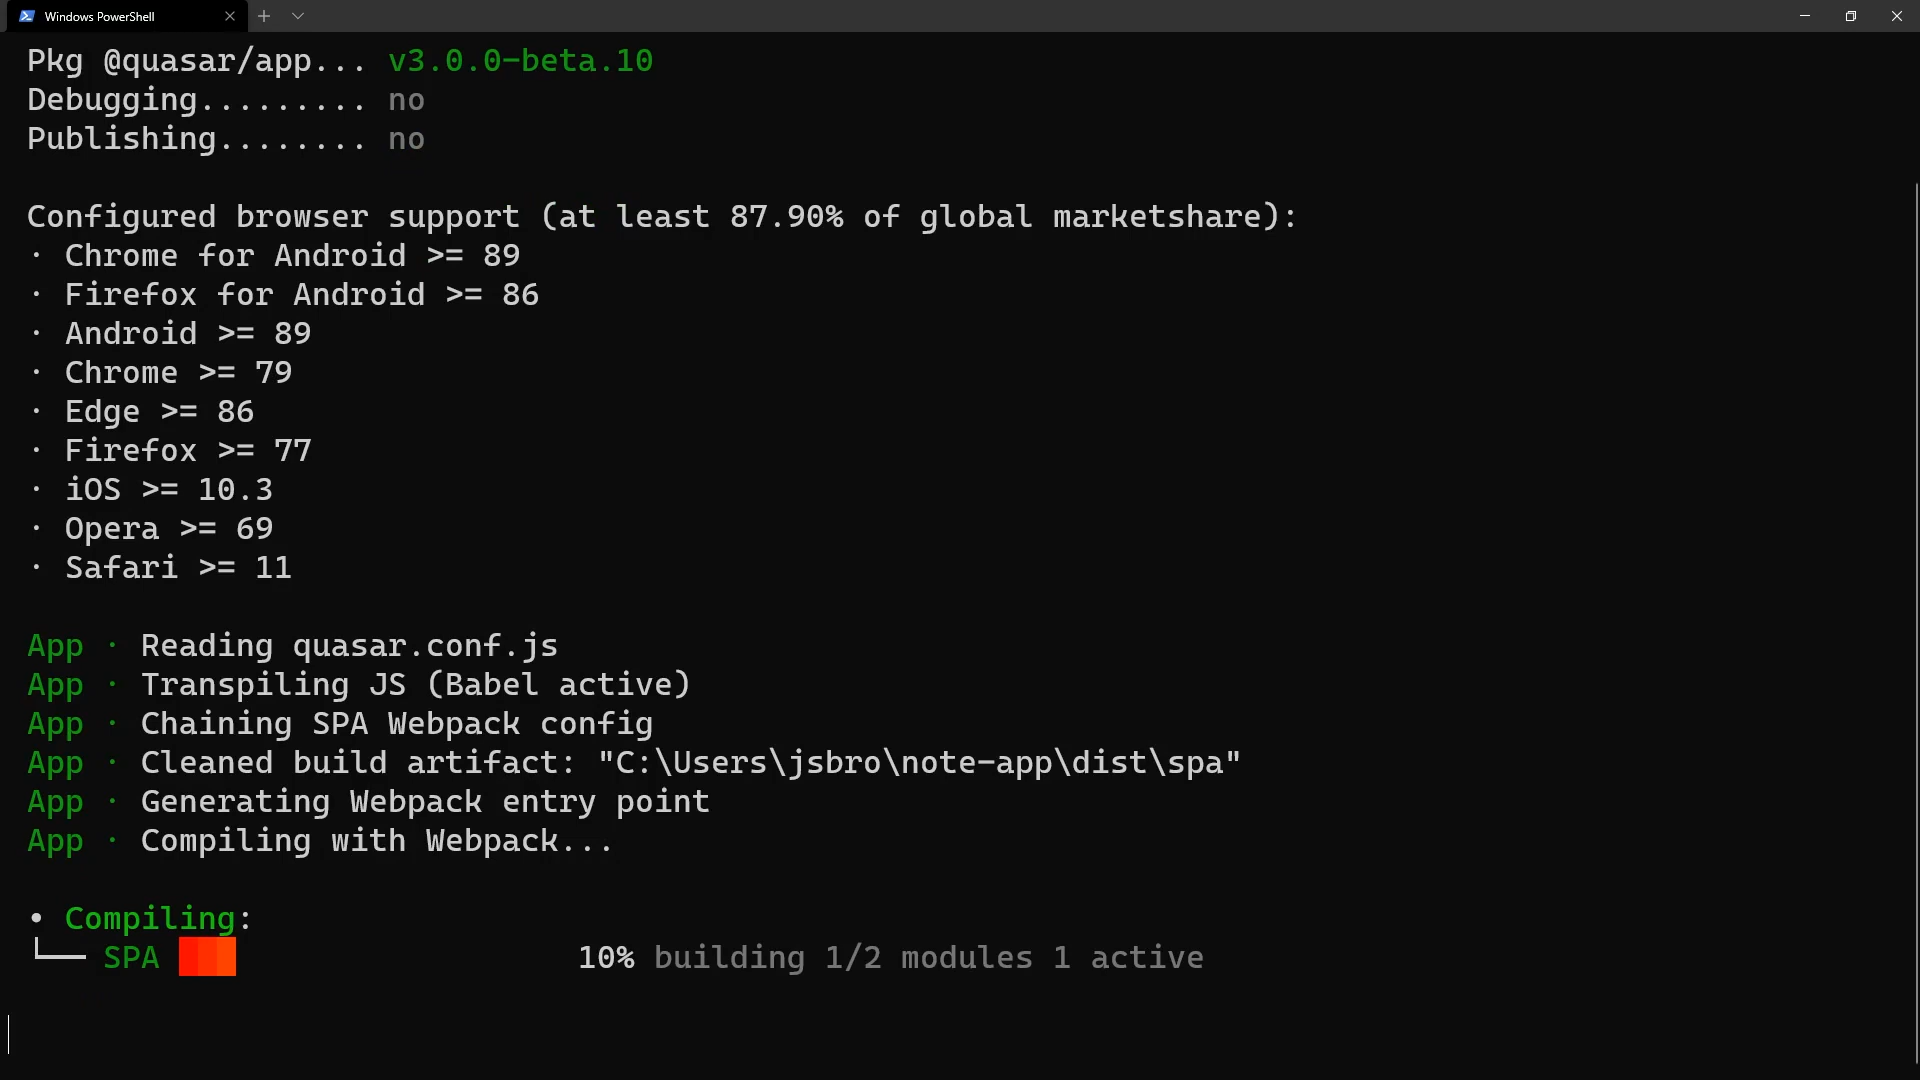 Windows PowerShell
Pkg @quasar/app... v3.0.0-beta.10
Debugging......... no
Publishing........ no
Configured browser support (at least 87.90% of global marketshare):
· Chrome for Android >= 89
· Firefox for Android >= 86
· Android >= 89
· Chrome >= 79
· Edge >= 86
· Firefox >= 77
· iOS >= 10.3
· Opera >= 69
· Safari >= 11
App · Reading quasar.conf.js
App · Transpiling JS (Babel active)
App · Chaining SPA Webpack config
App · Cleaned build artifact: "C:\Users\jsbro\note-app\dist\spa"
App · Generating Webpack entry point
App · Compiling with Webpack...
• Compiling:
└── SPA 10% building 1/2 modules 1 active